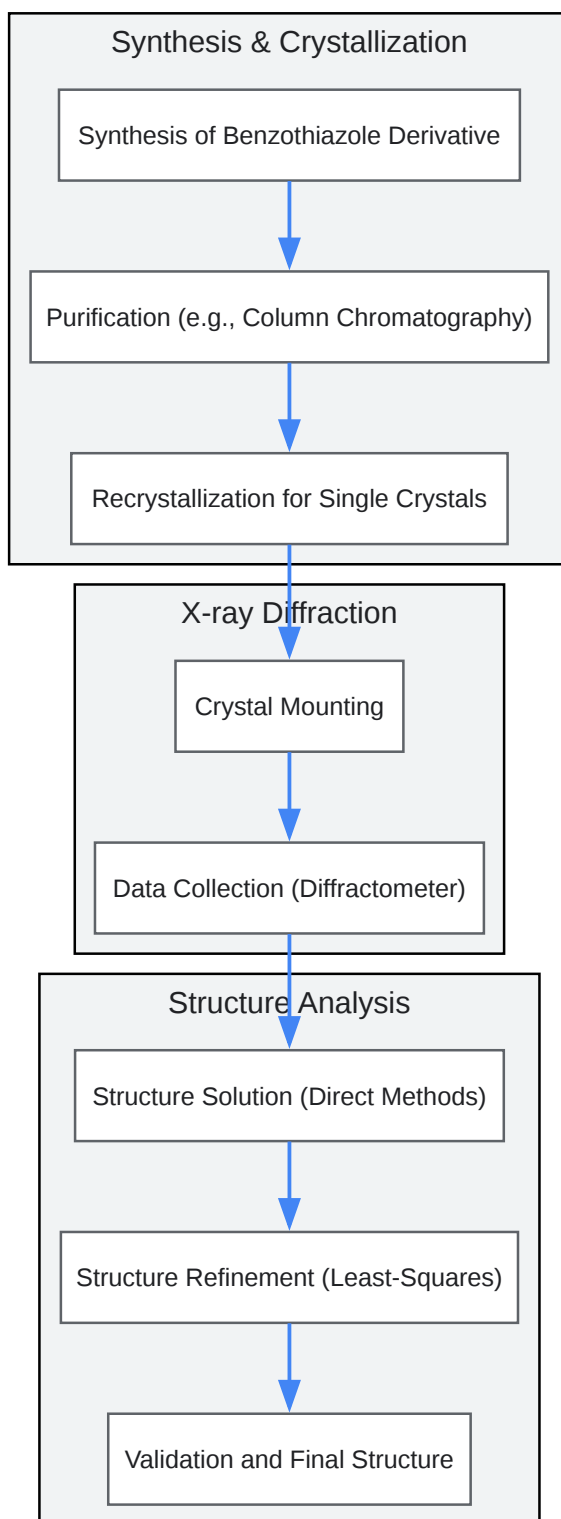 Synthesis & Crystallization
Synthesis of Benzothiazole Derivative
Purification (e.g., Column Chromatography)
Recrystallization for Single Crystals
X-ray Diffraction
Crystal Mounting
Data Collection (Diffractometer)
Structure Analysis
Structure Solution (Direct Methods)
Structure Refinement (Least-Squares)
Validation and Final Structure